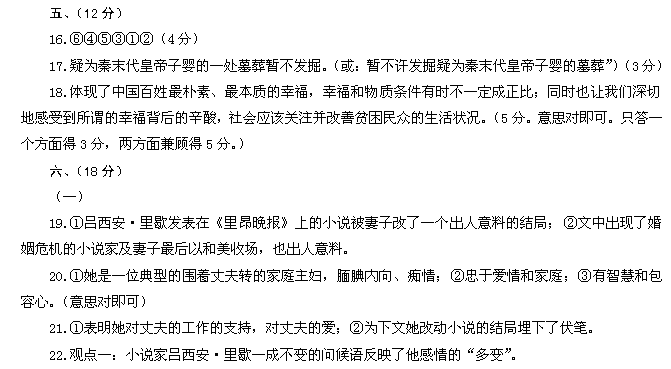 五、（12 分）
16.⑥④⑤③①②（4 分）
17.疑为秦末代皇帝子婴的一处墓葬暂不发掘。（或：暂不许发掘疑为秦末代皇帝子婴的墓葬”）（3 分）
18.体现了中国百姓最朴素、最本质的幸福，幸福和物质条件有时不一定成正比；同时也让我们深切
地感受到所谓的幸福背后的辛酸，社会应该关注并改善贫困民众的生活状况。（5 分。意思对即可。只答一
个方面得 3 分，两方面兼顾得 5 分。）
六、（18 分）
（一）
19.①吕西安·里歇发表在《里昂晚报》上的小说被妻子改了一个出人意料的结局；②文中出现了婚
姻危机的小说家及妻子最后以和美收场，也出人意料。
20.①她是一位典型的围着丈夫转的家庭主妇，腼腆内向、痴情；②忠于爱情和家庭；③有智慧和包
容心。（意思对即可）
21.①表明她对丈夫的工作的支持，对丈夫的爱；②为下文她改动小说的结局埋下了伏笔。
22.观点一：小说家吕西安·里歇一成不变的问候语反映了他感情的“多变”。